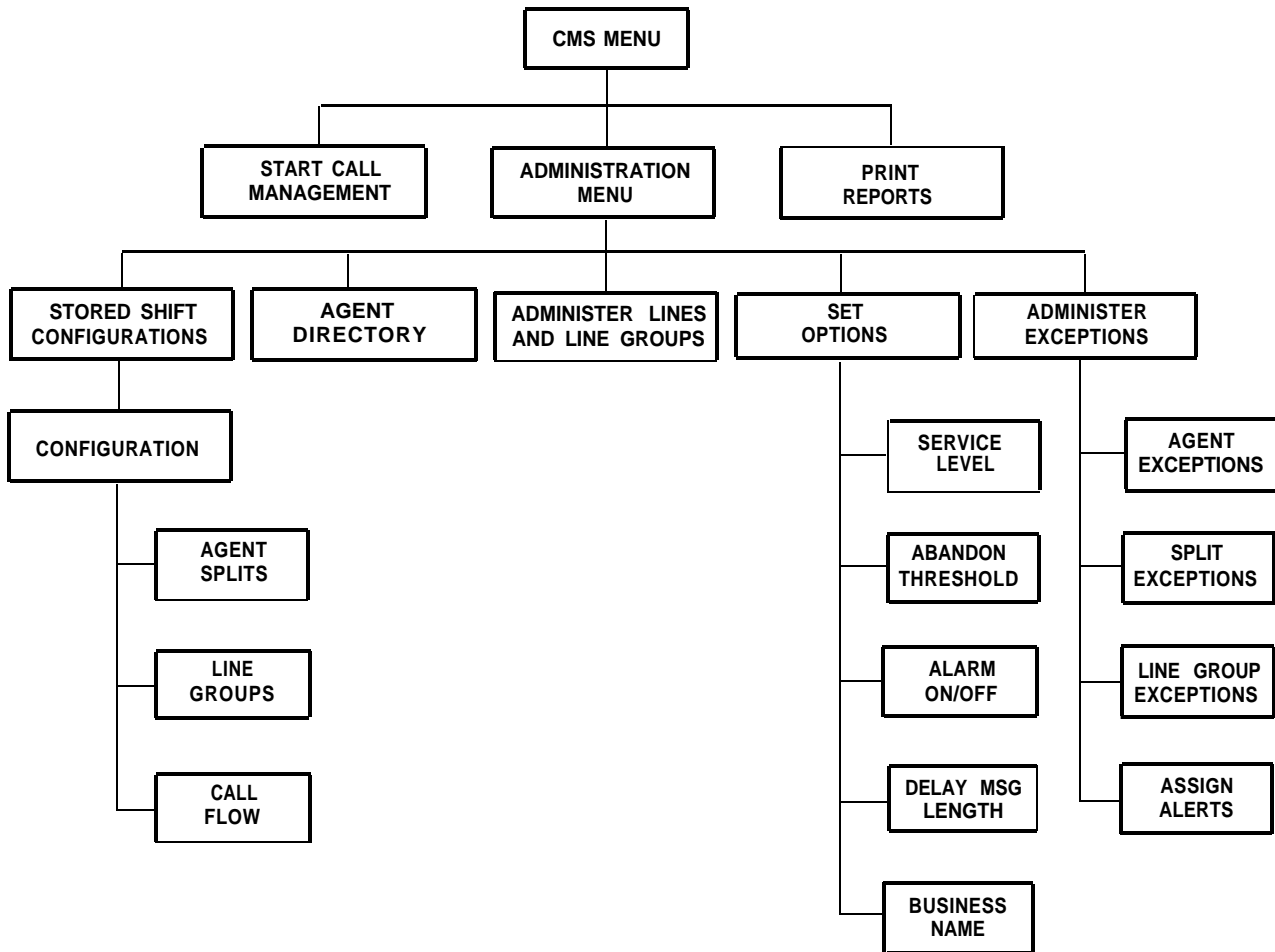 CMS MENU
START CALL
MANAGEMENT
ADMINISTRATION
MENU
PRINT
REPORTS
STORED SHIFT
CONFIGURATIONS
AGENT
DIRECTORY
ADMINISTER LINES
AND LINE GROUPS
SET
OPTIONS
ADMINISTER
EXCEPTIONS
CONFIGURATION
AGENT
SPLITS
LINE
GROUPS
CALL
FLOW
SERVICE
LEVEL
ABANDON
THRESHOLD
ALARM
ON/OFF
DELAY MSG
LENGTH
BUSINESS
NAME
AGENT
EXCEPTIONS
SPLIT
EXCEPTIONS
LINE GROUP
EXCEPTIONS
ASSIGN
ALERTS